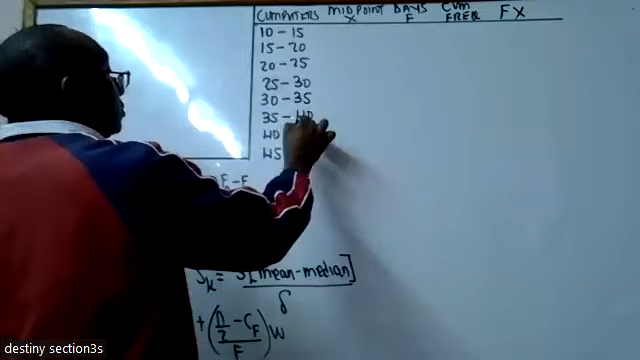 COMPUTERS MIDPOINT X DAYS F CUM FREQ FX
10 - 15
15 - 20
20 - 25
25 - 30
30 - 35
35 - 40
40
45
F - F
Sk = [mean - median]
δ
+ (n/2 - CF / F) W
destiny section3s